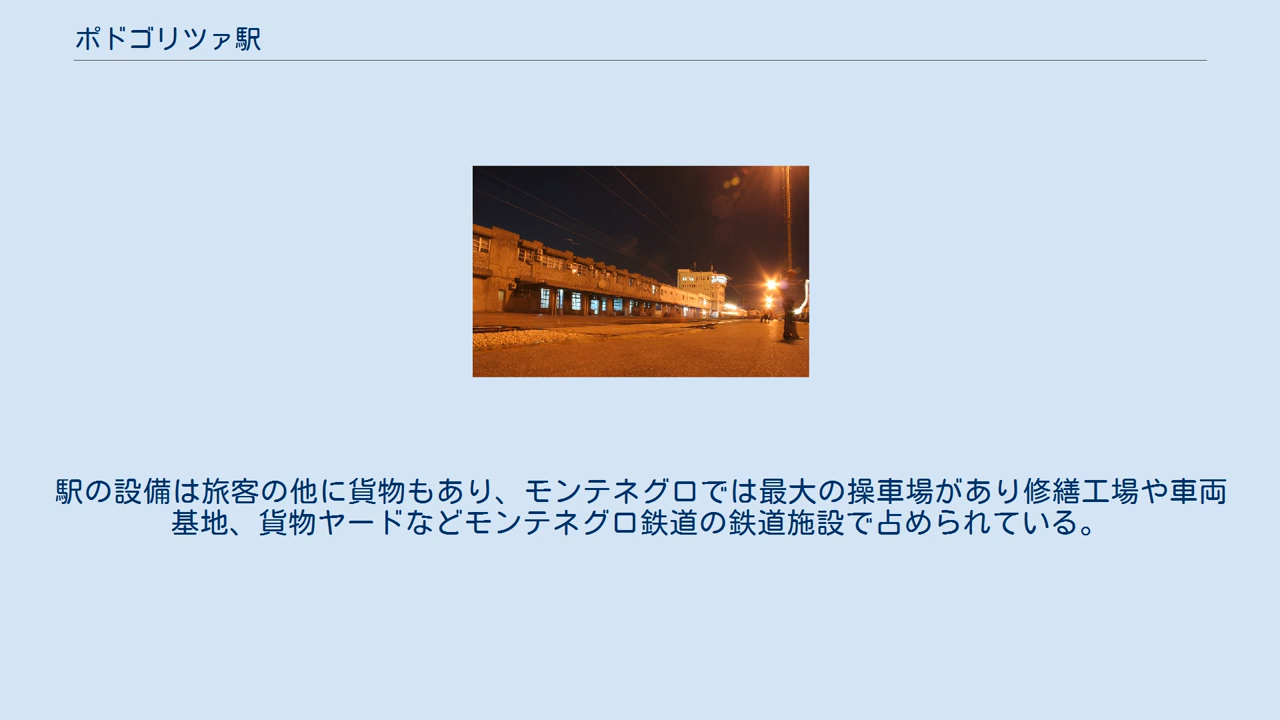 ポドゴリツァ駅
駅の設備は旅客の他に貨物もあり、モンテネグロでは最大の操車場があり修繕工場や車両
基地、貨物ヤードなどモンテネグロ鉄道の鉄道施設で占められている。